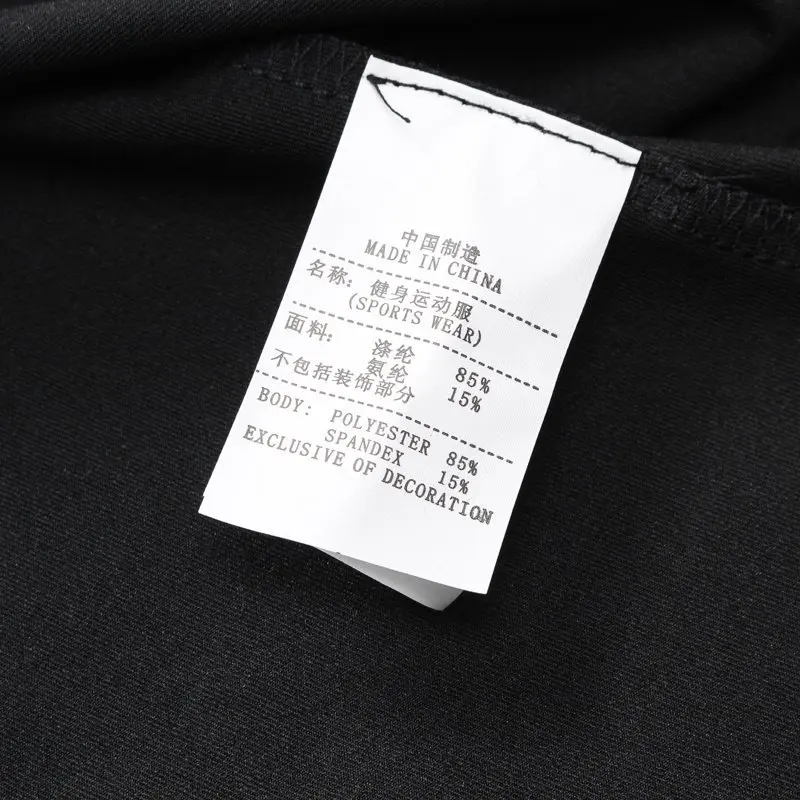 中国制造
MADE IN CHINA
名称: 健身运动服
(SPORTS WEAR)
面料: 涤纶 85%
氨纶 15%
不包括装饰部分
BODY: POLYESTER 85%
SPANDEX 15%
EXCLUSIVE OF DECORATION